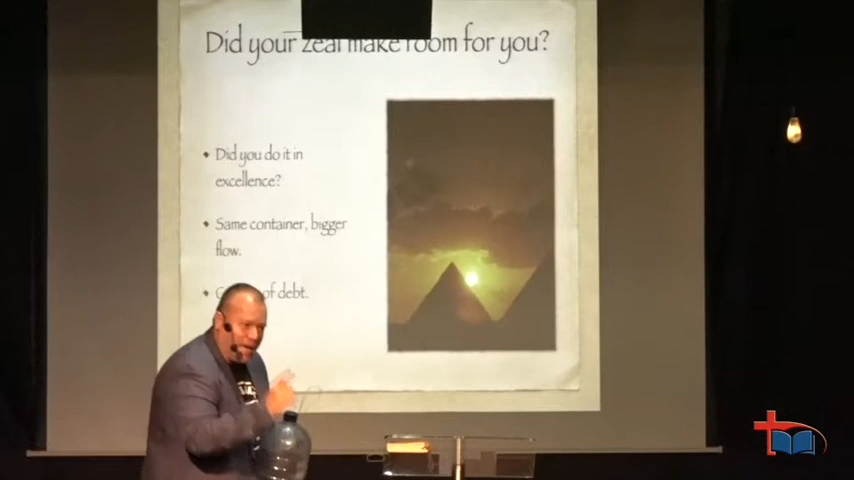 Did your zeal make room for you?
• Did you do it in
excellence?
• Same container, bigger
flow.
• of debt.